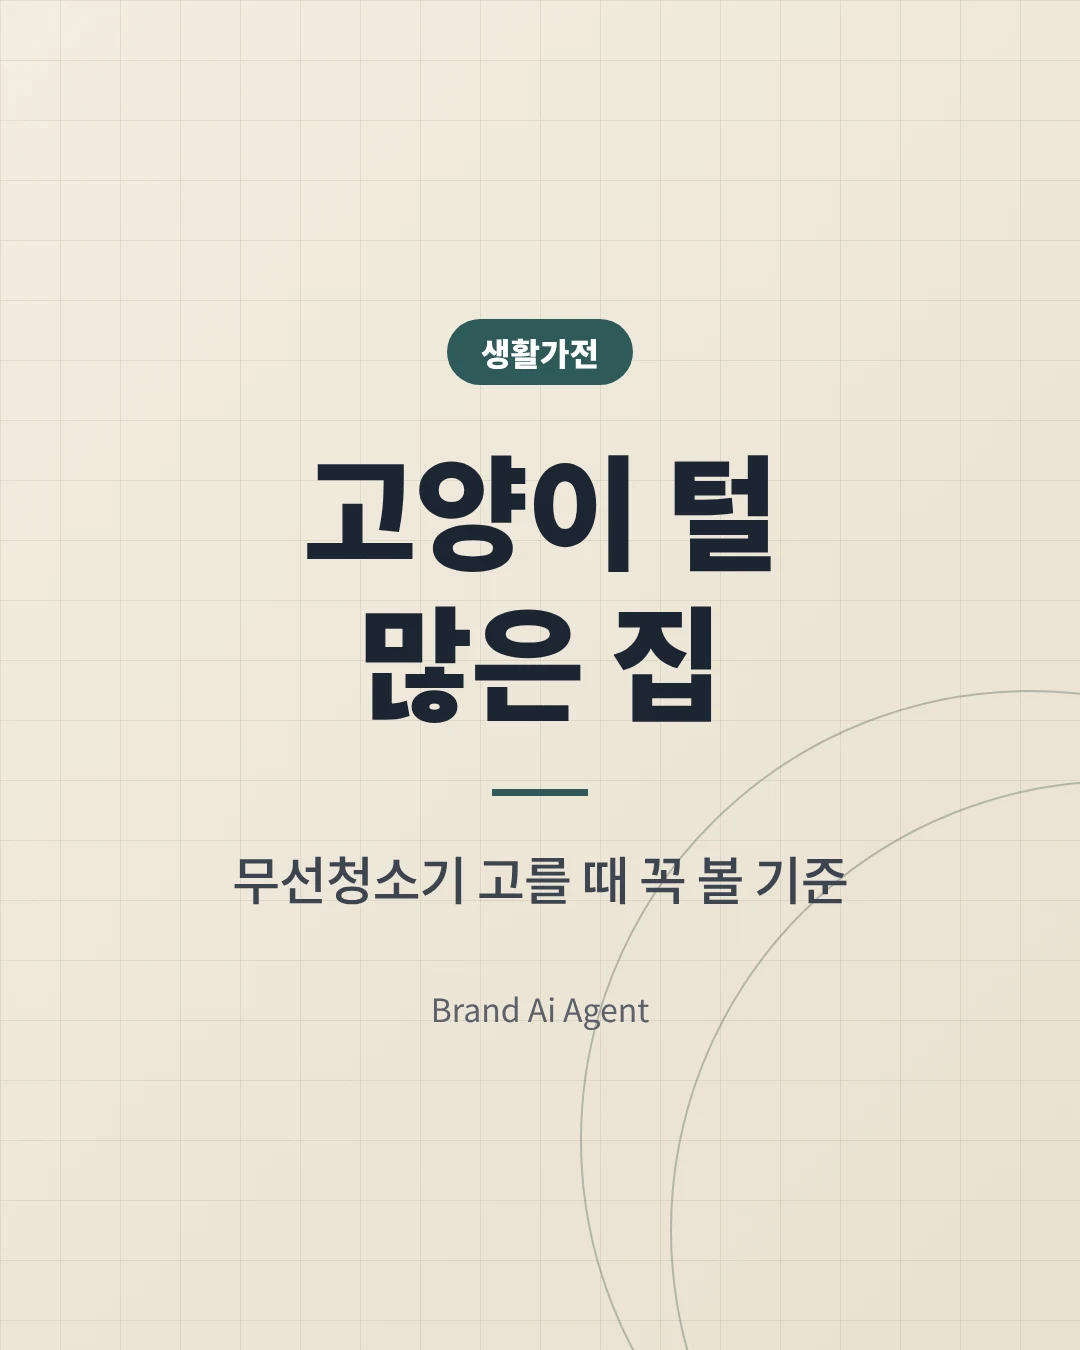 생활가전
고양이 털
많은 집
무선청소기 고를 때 꼭 볼 기준
Brand Ai Agent